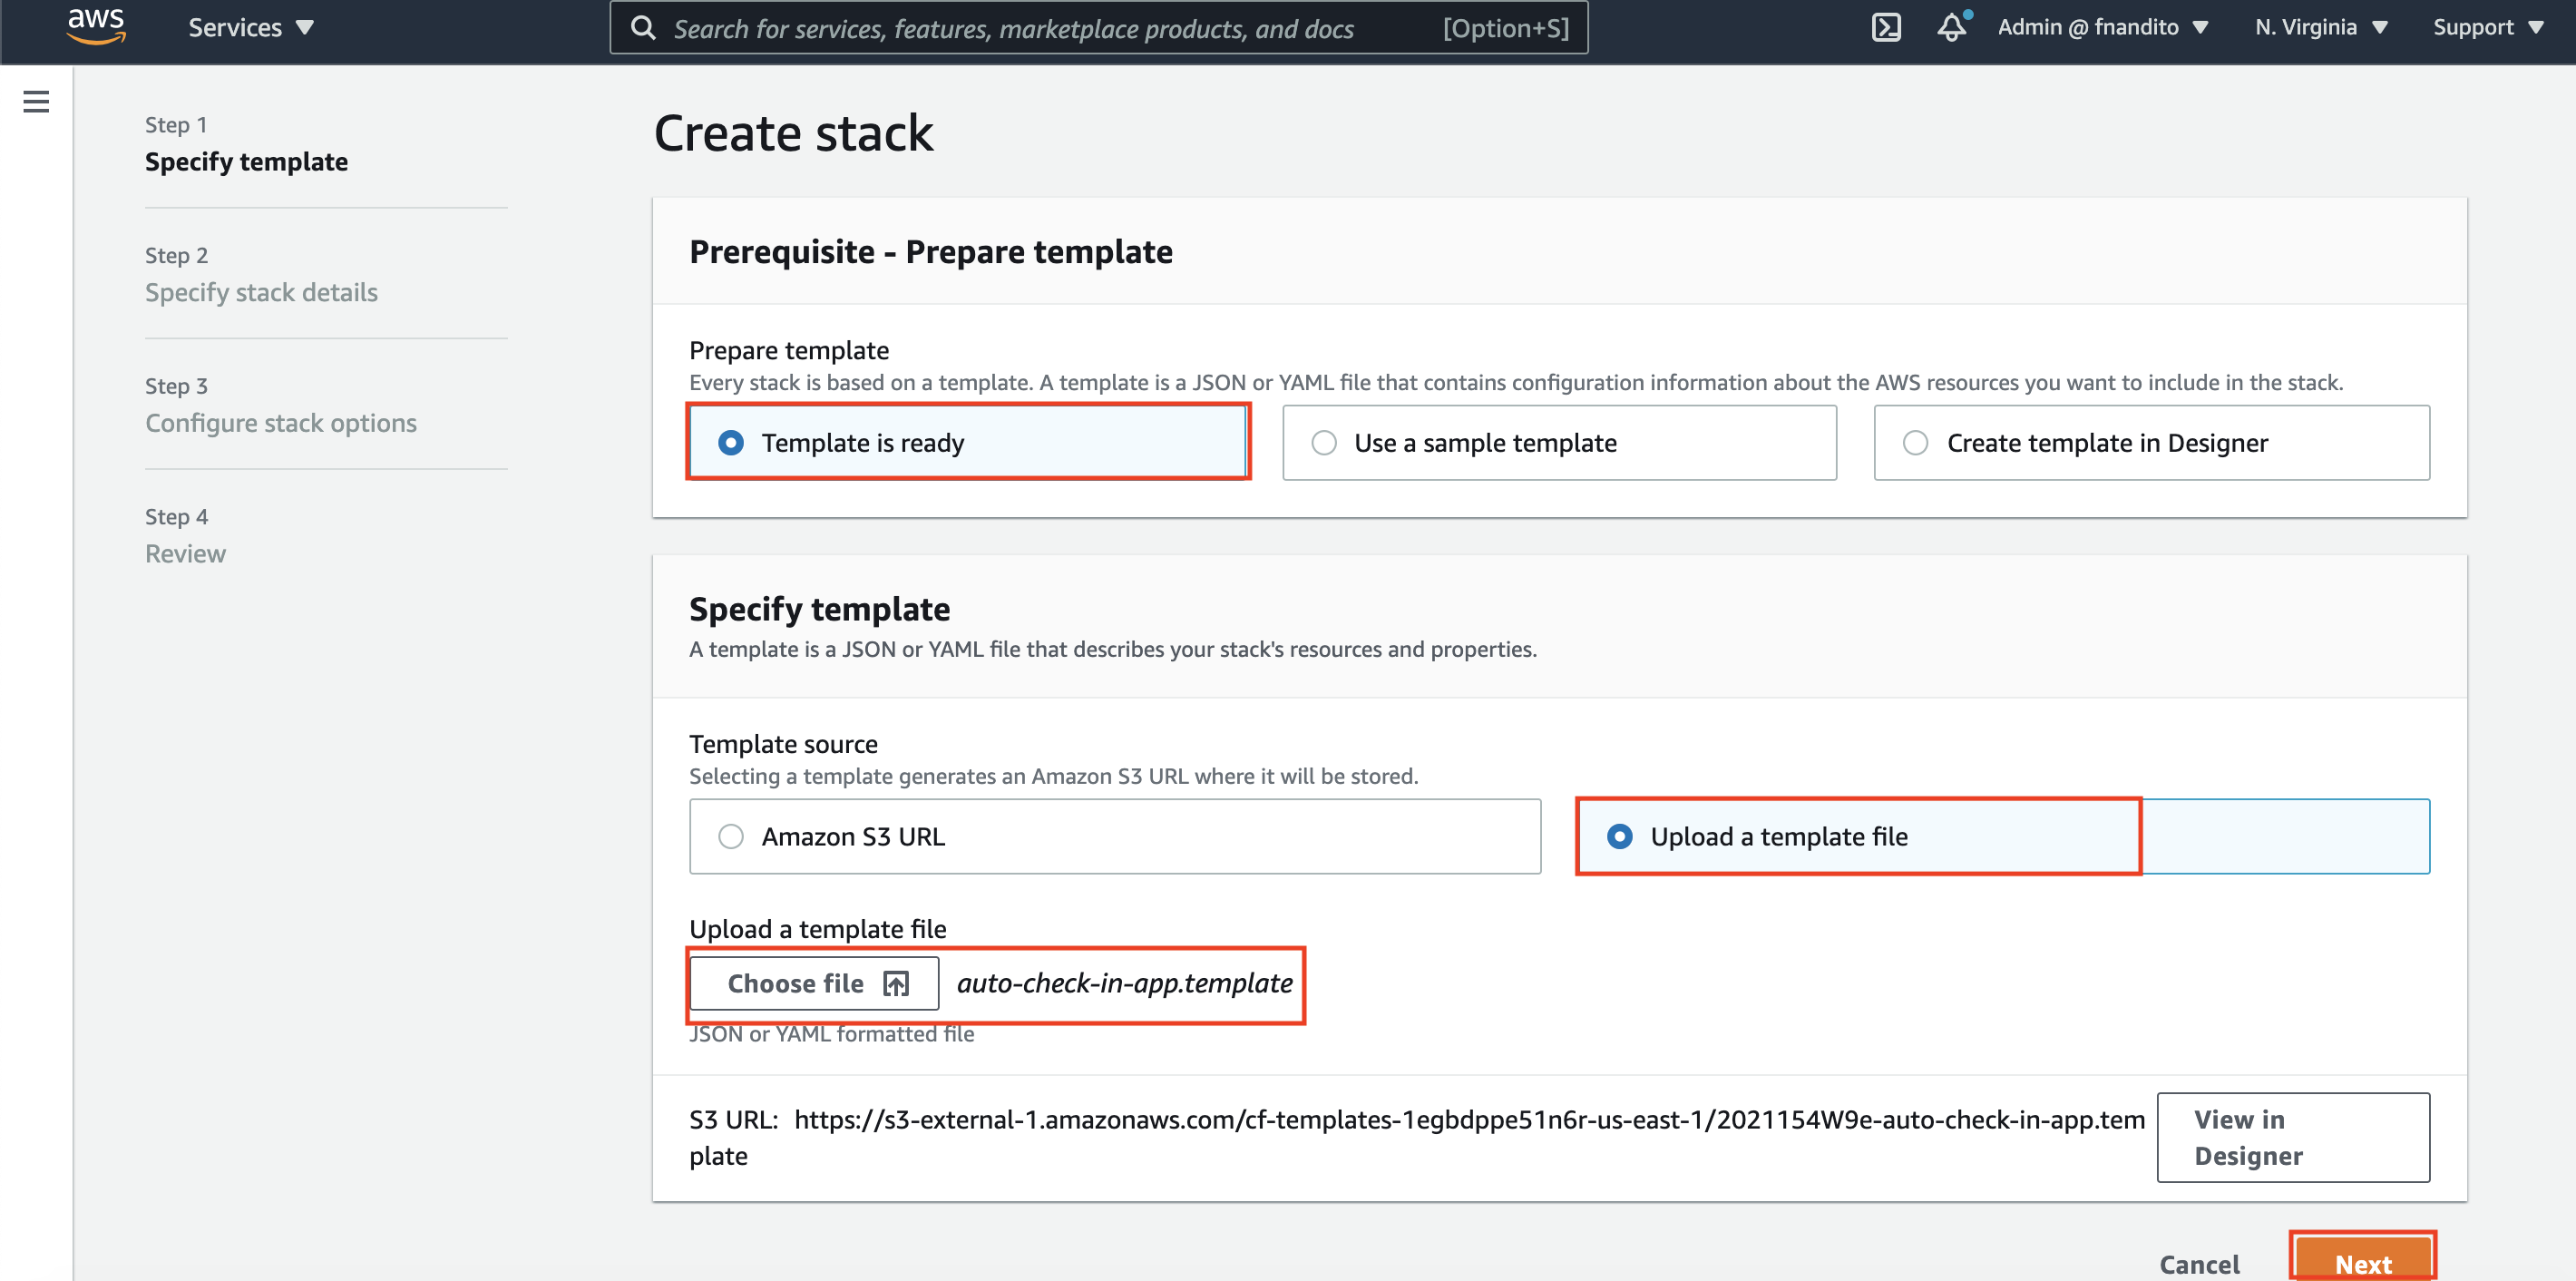 aws
Services
Search for services, features, marketplace products, and docs [Option+S]
Admin @ fnandito
N. Virginia
Support
Step 1
Specify template
Step 2
Specify stack details
Step 3
Configure stack options
Step 4
Review
Create stack
Prerequisite - Prepare template
Prepare template
Every stack is based on a template. A template is a JSON or YAML file that contains configuration information about the AWS resources you want to include in the stack.
Template is ready
Use a sample template
Create template in Designer
Specify template
A template is a JSON or YAML file that describes your stack's resources and properties.
Template source
Selecting a template generates an Amazon S3 URL where it will be stored.
Amazon S3 URL
Upload a template file
Upload a template file
Choose file auto-check-in-app.template
JSON or YAML formatted file
S3 URL: https://s3-external-1.amazonaws.com/cf-templates-1egbdppe51n6r-us-east-1/2021154W9e-auto-check-in-app.tem
plate
View in
Designer
Cancel
Next